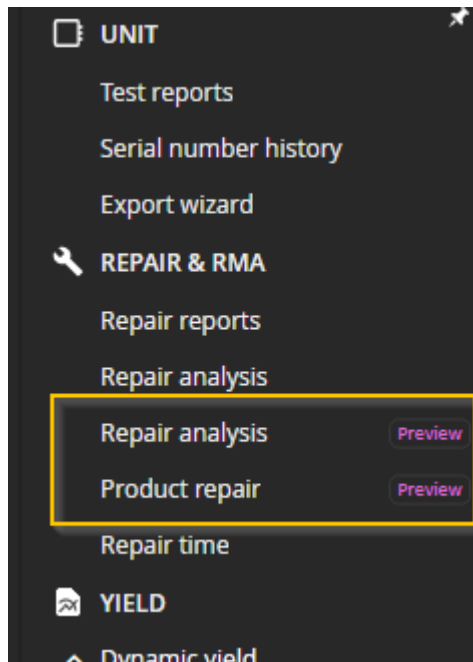 UNIT
Test reports
Serial number history
Export wizard
REPAIR & RMA
Repair reports
Repair analysis
Repair analysis Preview
Product repair Preview
Repair time
YIELD
Dynamic yield